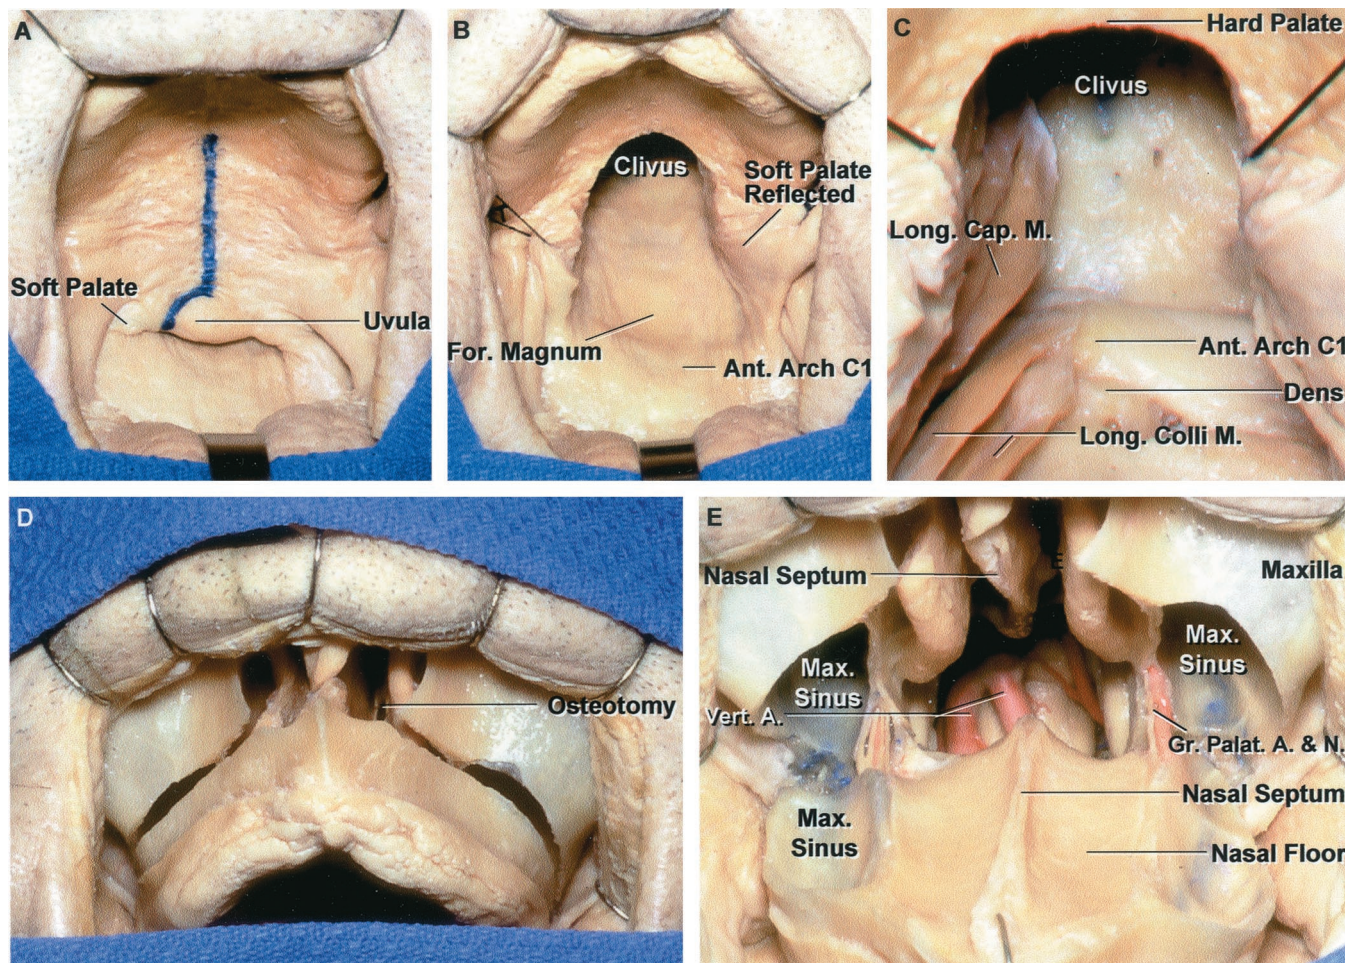 A
Soft Palate
Uvula
B
Clivus
Soft Palate
Reflected
For. Magnum
Ant. Arch C1
C
Hard Palate
Clivus
Long. Cap. M.
Ant. Arch C1
Dens
Long. Colli M.
D
Osteotomy
E
E
Nasal Septum
Maxilla
Max.
Sinus
Max.
Sinus
Vert. A.
Gr. Palat. A. & N.
Nasal Septum
Max.
Sinus
Nasal Floor